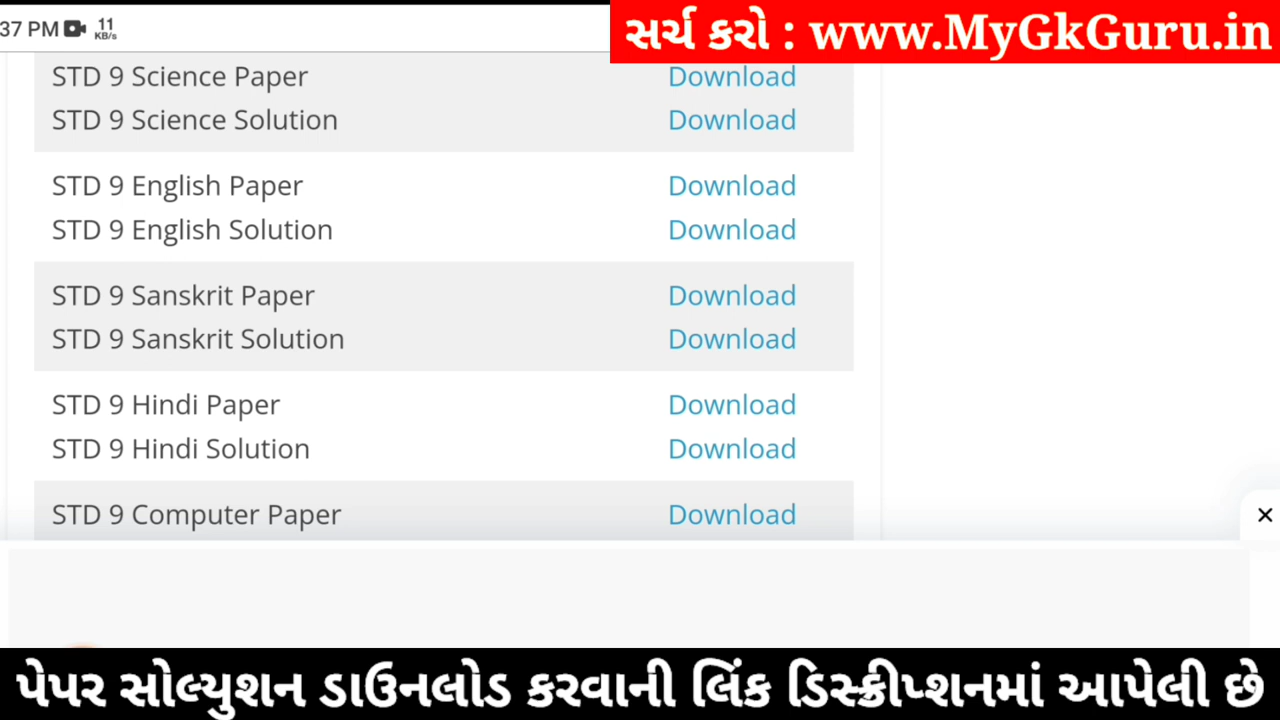 37 PM 11 KB/s
સર્ચ કરો : www.MyGkGuru.in
STD 9 Science Paper Download
STD 9 Science Solution Download
STD 9 English Paper Download
STD 9 English Solution Download
STD 9 Sanskrit Paper Download
STD 9 Sanskrit Solution Download
STD 9 Hindi Paper Download
STD 9 Hindi Solution Download
STD 9 Computer Paper Download
પેપર સોલ્યુશન ડાઉનલોડ કરવાની લિંક ડિસ્ક્રીપ્શનમાં આપેલી છે